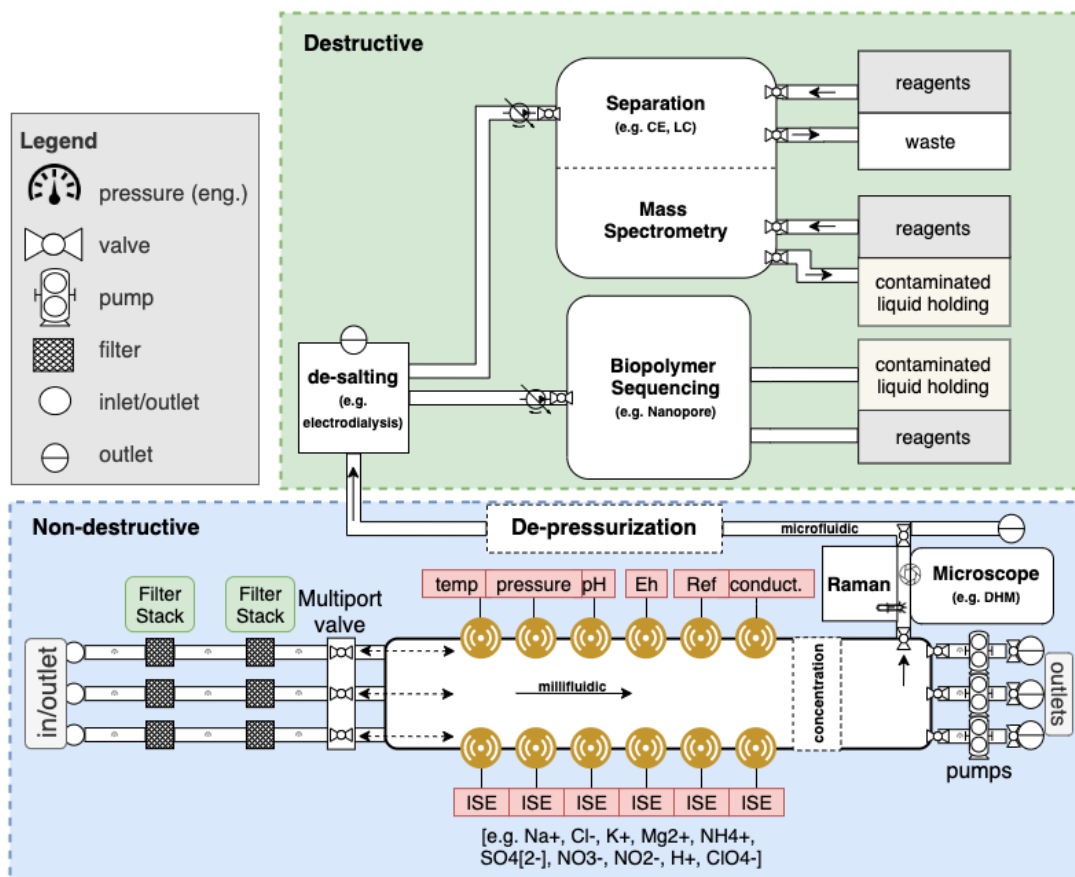 Destructive
Separation
(e.g. CE, LC)
Mass
Spectrometry
reagents
waste
reagents
contaminated
liquid holding
Legend
pressure (eng.)
valve
pump
filter
inlet/outlet
outlet
de-salting
(e.g.
electrodialysis)
Biopolymer
Sequencing
(e.g. Nanopore)
contaminated
liquid holding
reagents
Non-destructive
De-pressurization
microfluidic
Filter
Stack
Filter
Stack
Multiport
valve
temp
pressure
pH
Eh
Ref
conduct.
Raman
Microscope
(e.g. DHM)
in/outlet
millifluidic
concentration
outlets
pumps
ISE
ISE
ISE
ISE
ISE
ISE
[e.g. Na+, Cl-, K+, Mg2+, NH4+,
SO4[2-], NO3-, NO2-, H+, ClO4-]